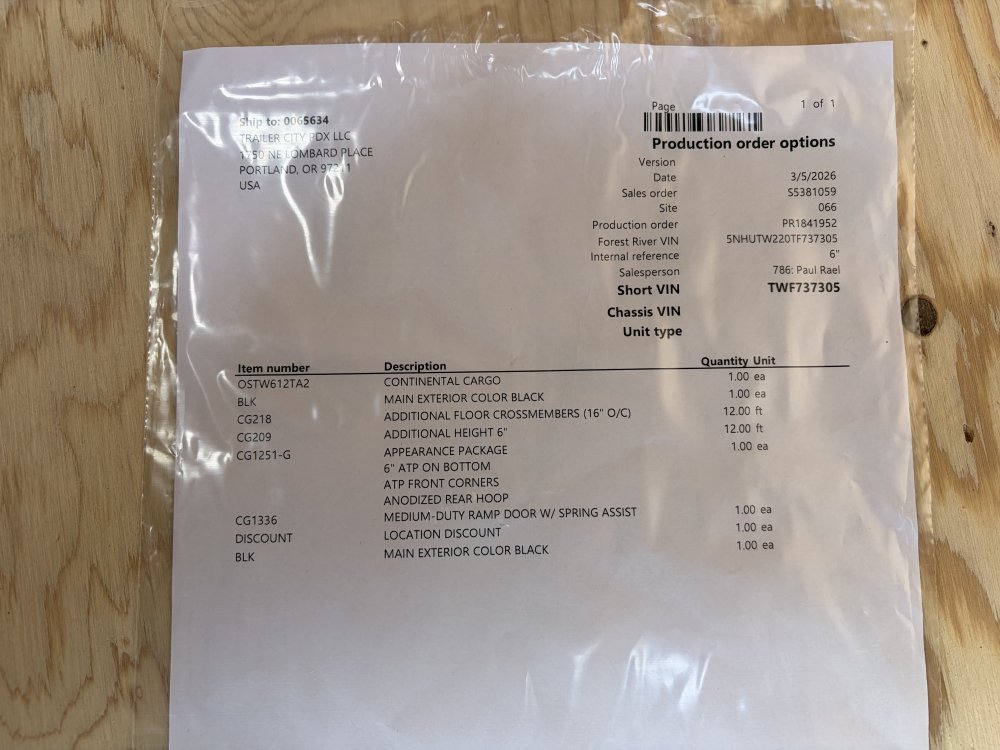 Ship to: 0065634
TRAILER CITY PDX LLC
1750 NE LOMBARD PLACE
PORTLAND, OR 97211
USA
Page 1 of 1
Production order options
Version
Date 3/5/2026
Sales order S5381059
Site 066
Production order PR1841952
Forest River VIN 5NHUTW220TF737305
Internal reference 6"
Salesperson 786: Paul Rael
Short VIN TWF737305
Chassis VIN
Unit type
Item number Description Quantity Unit
OSTW612TA2 CONTINENTAL CARGO 1.00 ea
BLK MAIN EXTERIOR COLOR BLACK 1.00 ea
CG218 ADDITIONAL FLOOR CROSSMEMBERS (16" O/C) 12.00 ft
CG209 ADDITIONAL HEIGHT 6" 12.00 ft
CG1251-G APPEARANCE PACKAGE 1.00 ea
6" ATP ON BOTTOM
ATP FRONT CORNERS
ANODIZED REAR HOOP
CG1336 MEDIUM-DUTY RAMP DOOR W/ SPRING ASSIST 1.00 ea
DISCOUNT LOCATION DISCOUNT 1.00 ea
BLK MAIN EXTERIOR COLOR BLACK 1.00 ea